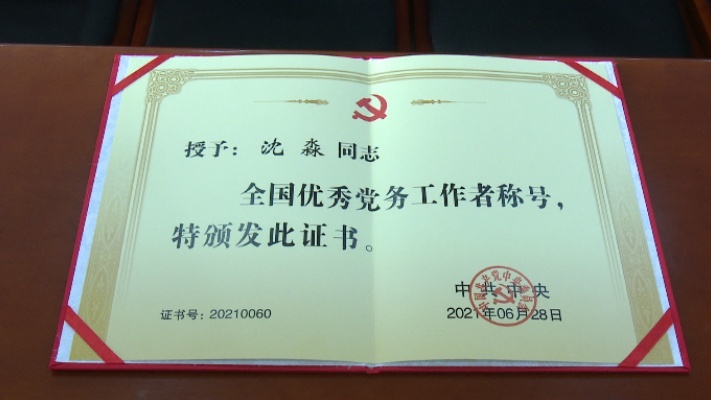 授予：沈淼同志
全国优秀党务工作者称号，
特颁发此证书。
中共中央
证书号：20210060
2021年06月28日